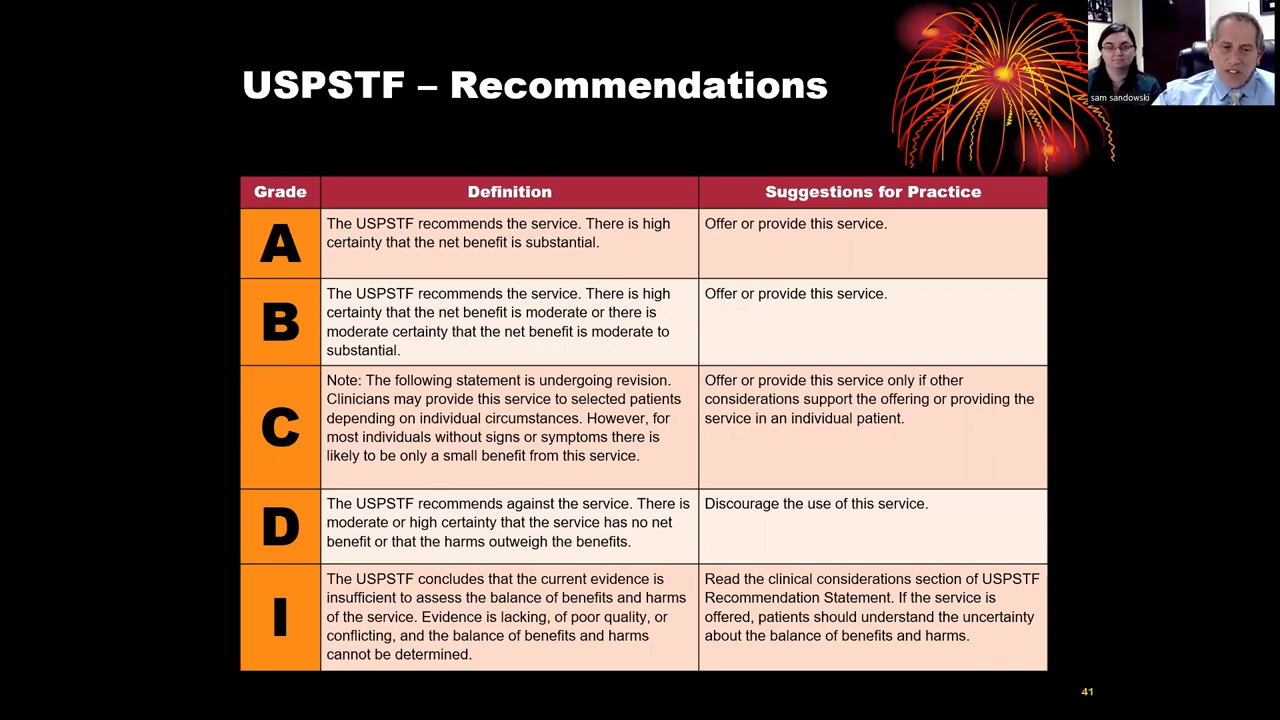 USPSTF – Recommendations
sam sandowski
Grade
Definition
Suggestions for Practice
A
The USPSTF recommends the service. There is high
certainty that the net benefit is substantial.
Offer or provide this service.
B
The USPSTF recommends the service. There is high
certainty that the net benefit is moderate or there is
moderate certainty that the net benefit is moderate to
substantial.
Offer or provide this service.
C
Note: The following statement is undergoing revision.
Clinicians may provide this service to selected patients
depending on individual circumstances. However, for
most individuals without signs or symptoms there is
likely to be only a small benefit from this service.
Offer or provide this service only if other
considerations support the offering or providing the
service in an individual patient.
D
The USPSTF recommends against the service. There is
moderate or high certainty that the service has no net
benefit or that the harms outweigh the benefits.
Discourage the use of this service.
I
The USPSTF concludes that the current evidence is
insufficient to assess the balance of benefits and harms
of the service. Evidence is lacking, of poor quality, or
conflicting, and the balance of benefits and harms
cannot be determined.
Read the clinical considerations section of USPSTF
Recommendation Statement. If the service is
offered, patients should understand the uncertainty
about the balance of benefits and harms.
41